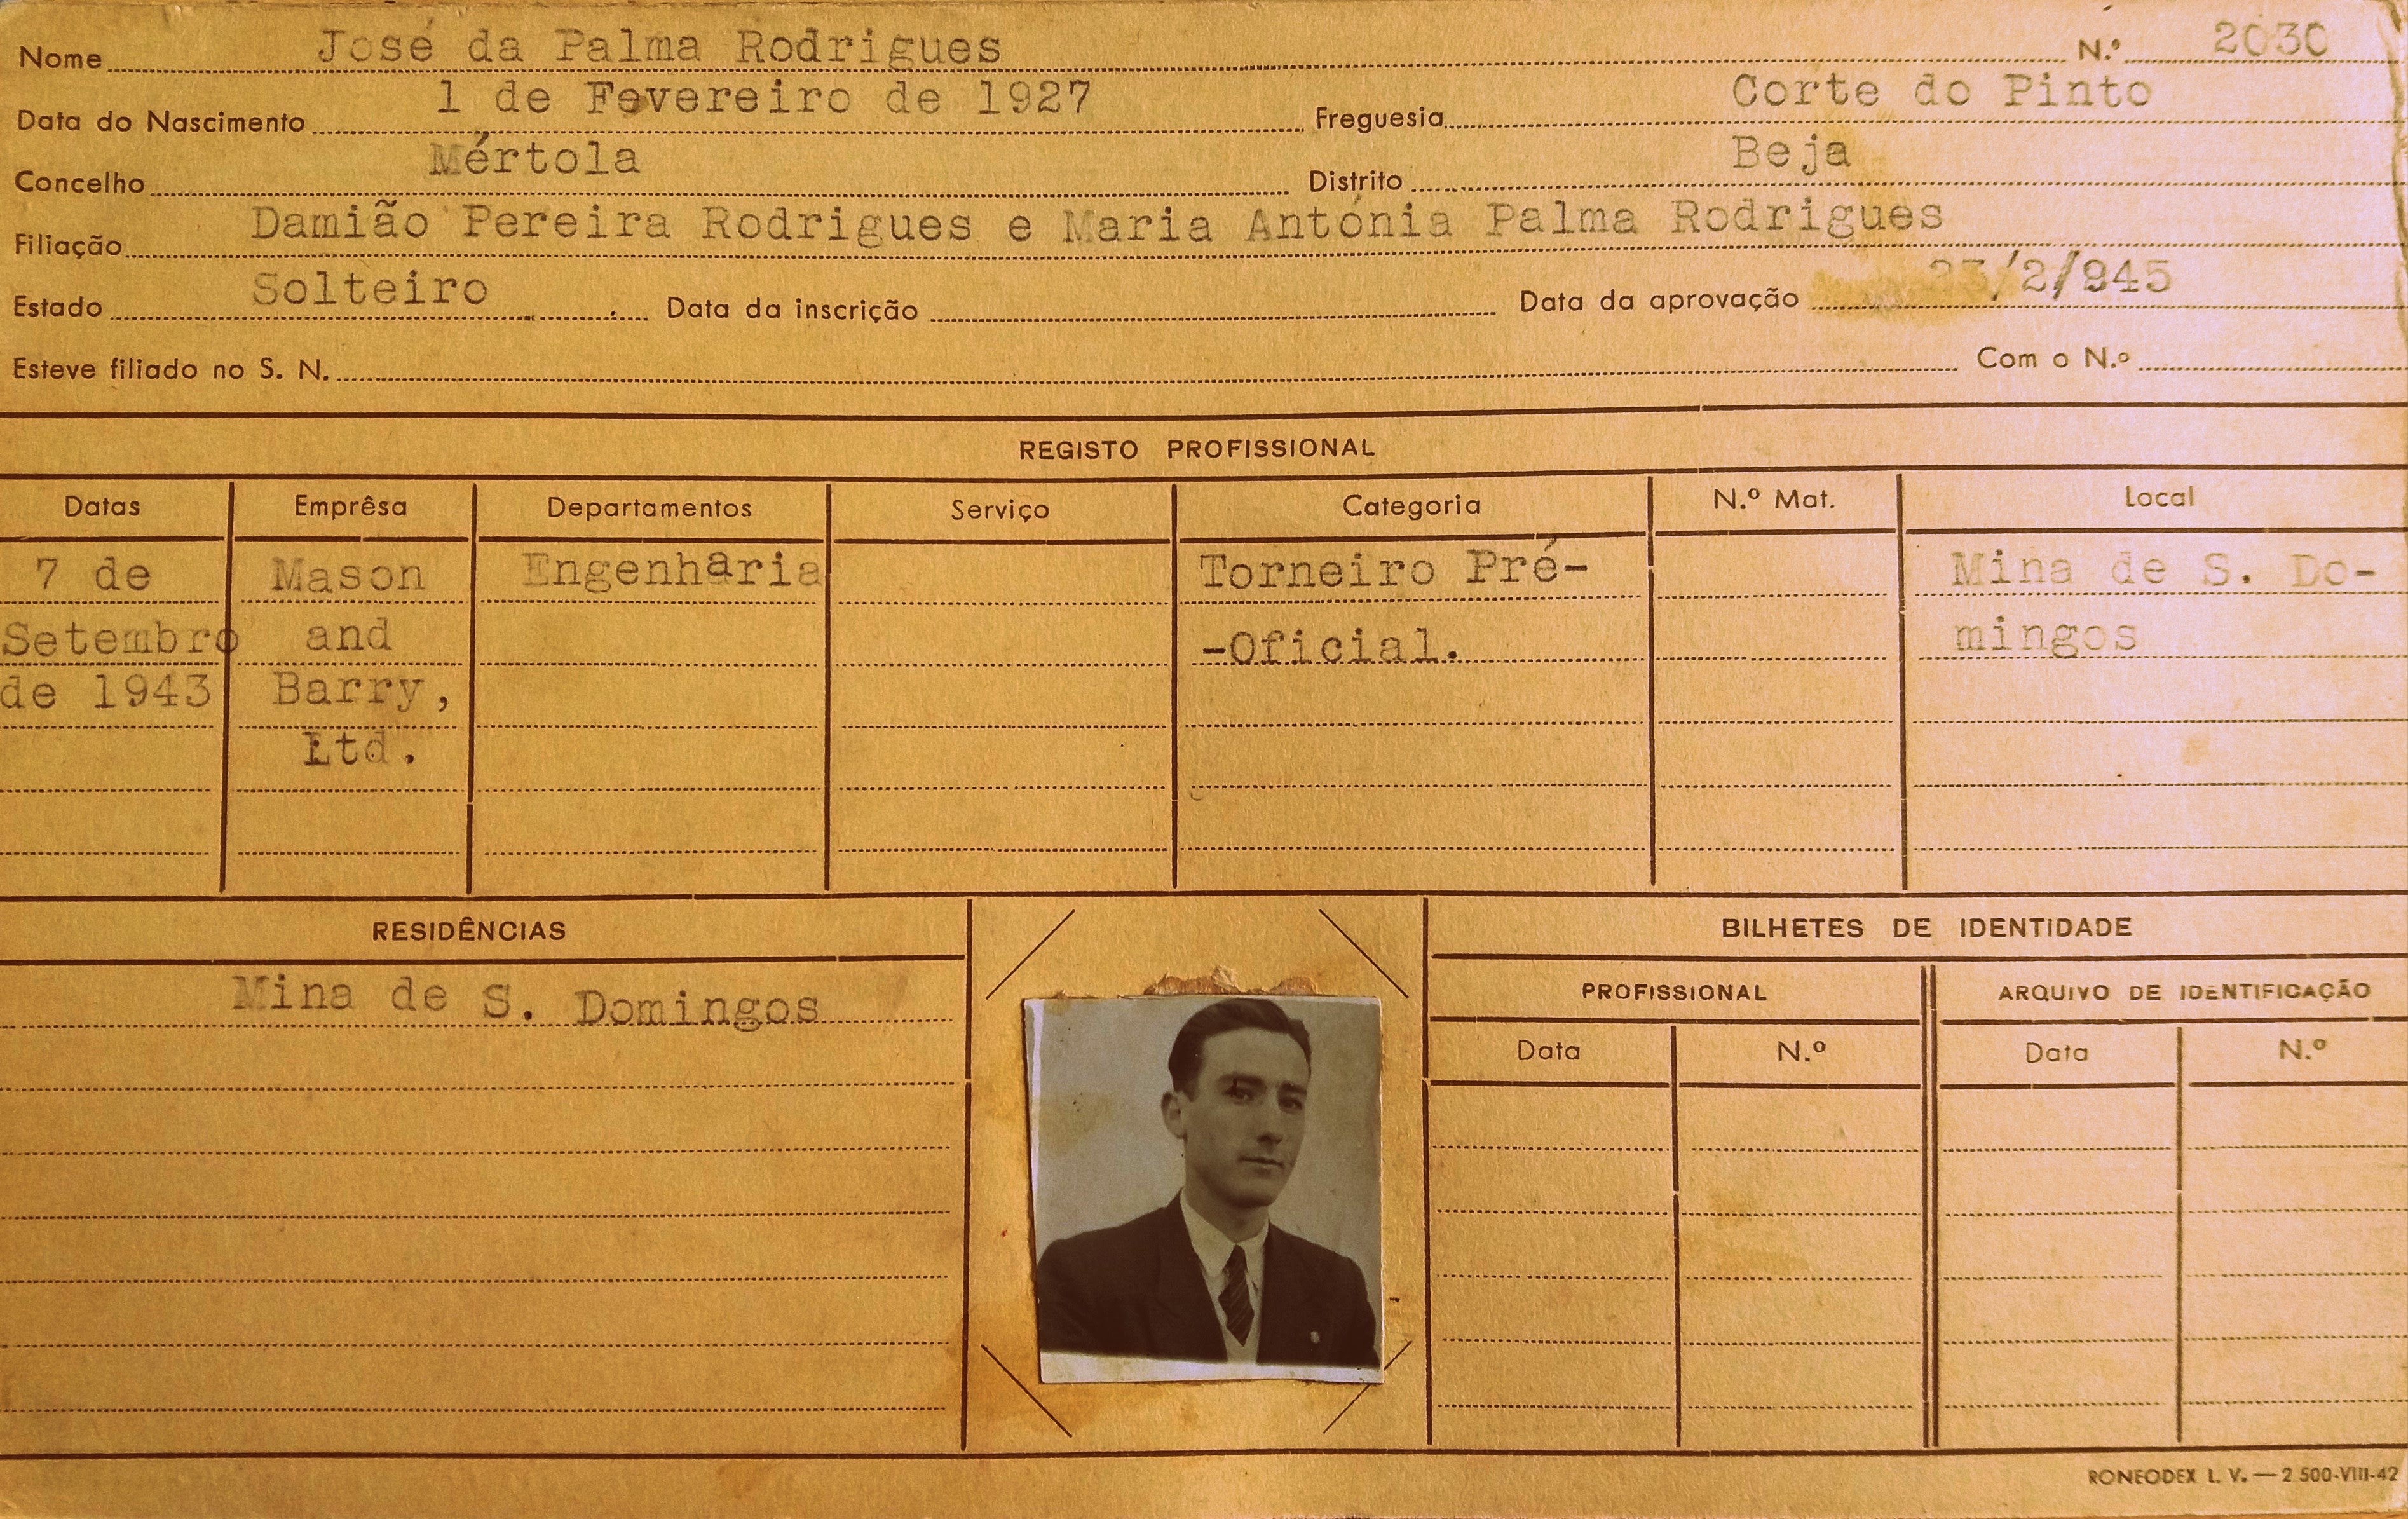 Nome José da Palma Rodrigues N.º 2030
Data do Nascimento 1 de Fevereiro de 1927 Freguesia Corte do Pinto
Concelho Mértola Distrito Beja
Filiação Damião Pereira Rodrigues e Maria Antónia Palma Rodrigues
Estado Solteiro Data da inscrição Data da aprovação 23/2/945
Esteve filiado no S. N. Com o N.º
REGISTO PROFISSIONAL
Datas Emprêsa Departamentos Serviço Categoria N.º Mat. Local
7 de Mason Engenharia Torneiro Pré- Mina de S. Do-
Setembro and -Oficial. mingos
de 1943 Barry,
Ltd.
RESIDÊNCIAS BILHETES DE IDENTIDADE
Mina de S. Domingos PROFISSIONAL ARQUIVO DE IDENTIFICAÇÃO
Data N.º Data N.º
RONEODEX L. V. — 2 500-VIII-42